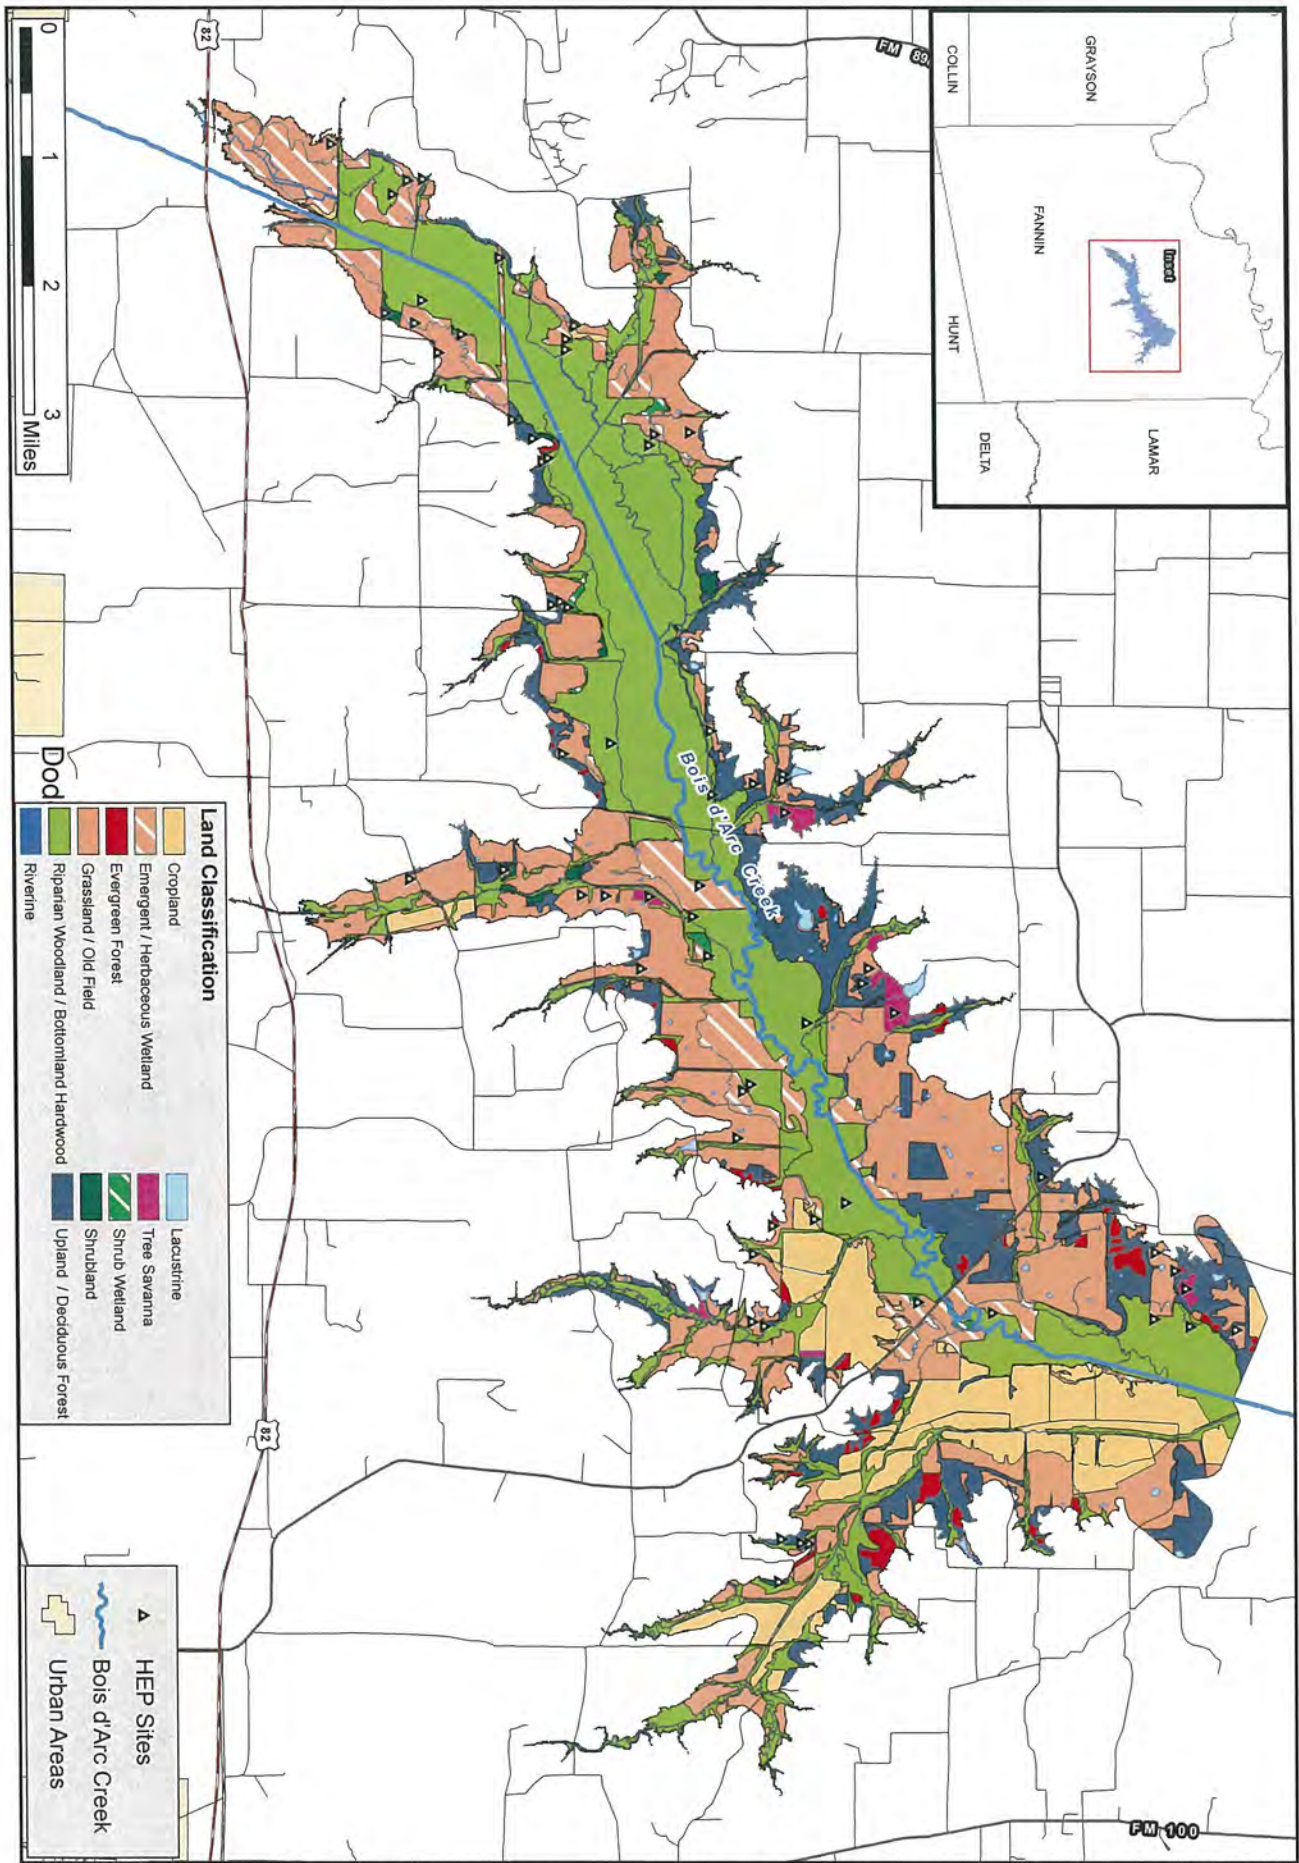 GRAYSON
COLLIN
FANNIN
HUNT
LAMAR
DELTA
Inset
FM 100
82
82
Bois d'Arc Creek
0 1 2 3
Miles
Dod
Land Classification
Cropland
Emergent / Herbaceous Wetland
Evergreen Forest
Grassland / Old Field
Riparian Woodland / Bottomland Hardwood
Riverine
Lacustrine
Tree Savanna
Shrub Wetland
Shrubland
Upland / Deciduous Forest
HEP Sites
Bois d'Arc Creek
Urban Areas